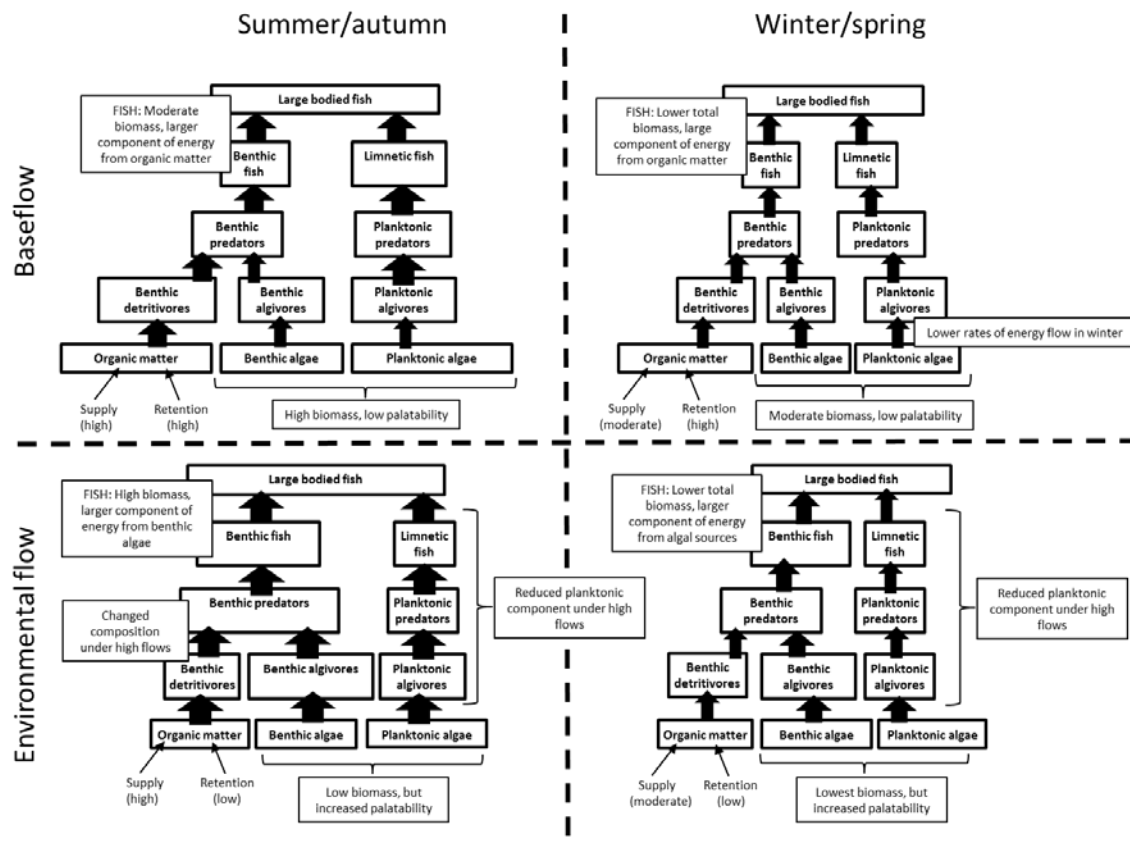 Summer/autumn
Winter/spring
Baseflow
Large bodied fish
FISH: Moderate
biomass, larger
component of energy
from organic matter
Benthic
fish
Limnetic fish
Benthic
predators
Planktonic
predators
Benthic
detritivores
Benthic
algivores
Planktonic
algivores
Organic matter
Benthic algae
Planktonic algae
Supply
(high)
Retention
(high)
High biomass, low palatability
Large bodied fish
FISH: Lower total
biomass, large
component of energy
from organic matter
Benthic
fish
Limnetic
fish
Benthic
predators
Planktonic
predators
Benthic
detritivores
Benthic
algivores
Planktonic
algivores
Lower rates of energy flow in winter
Organic matter
Benthic algae
Planktonic algae
Supply
(moderate)
Retention
(high)
Moderate biomass, low palatability
Environmental flow
Large bodied fish
FISH: High biomass,
larger component of
energy from benthic
algae
Benthic fish
Limnetic
fish
Benthic predators
Planktonic
predators
Reduced planktonic
component under high
flows
Changed
composition
under high flows
Benthic
detritivores
Benthic algivores
Planktonic
algivores
Organic matter
Benthic algae
Planktonic algae
Supply
(high)
Retention
(low)
Low biomass, but
increased palatability
Large bodied fish
FISH: Lower total
biomass, larger
component of energy
from algal sources
Benthic fish
Limnetic
fish
Benthic
predators
Planktonic
predators
Reduced planktonic
component under high
flows
Benthic
detritivores
Benthic
algivores
Planktonic
algivores
Organic matter
Benthic algae
Planktonic algae
Supply
(moderate)
Retention
(low)
Lowest biomass, but
increased palatability